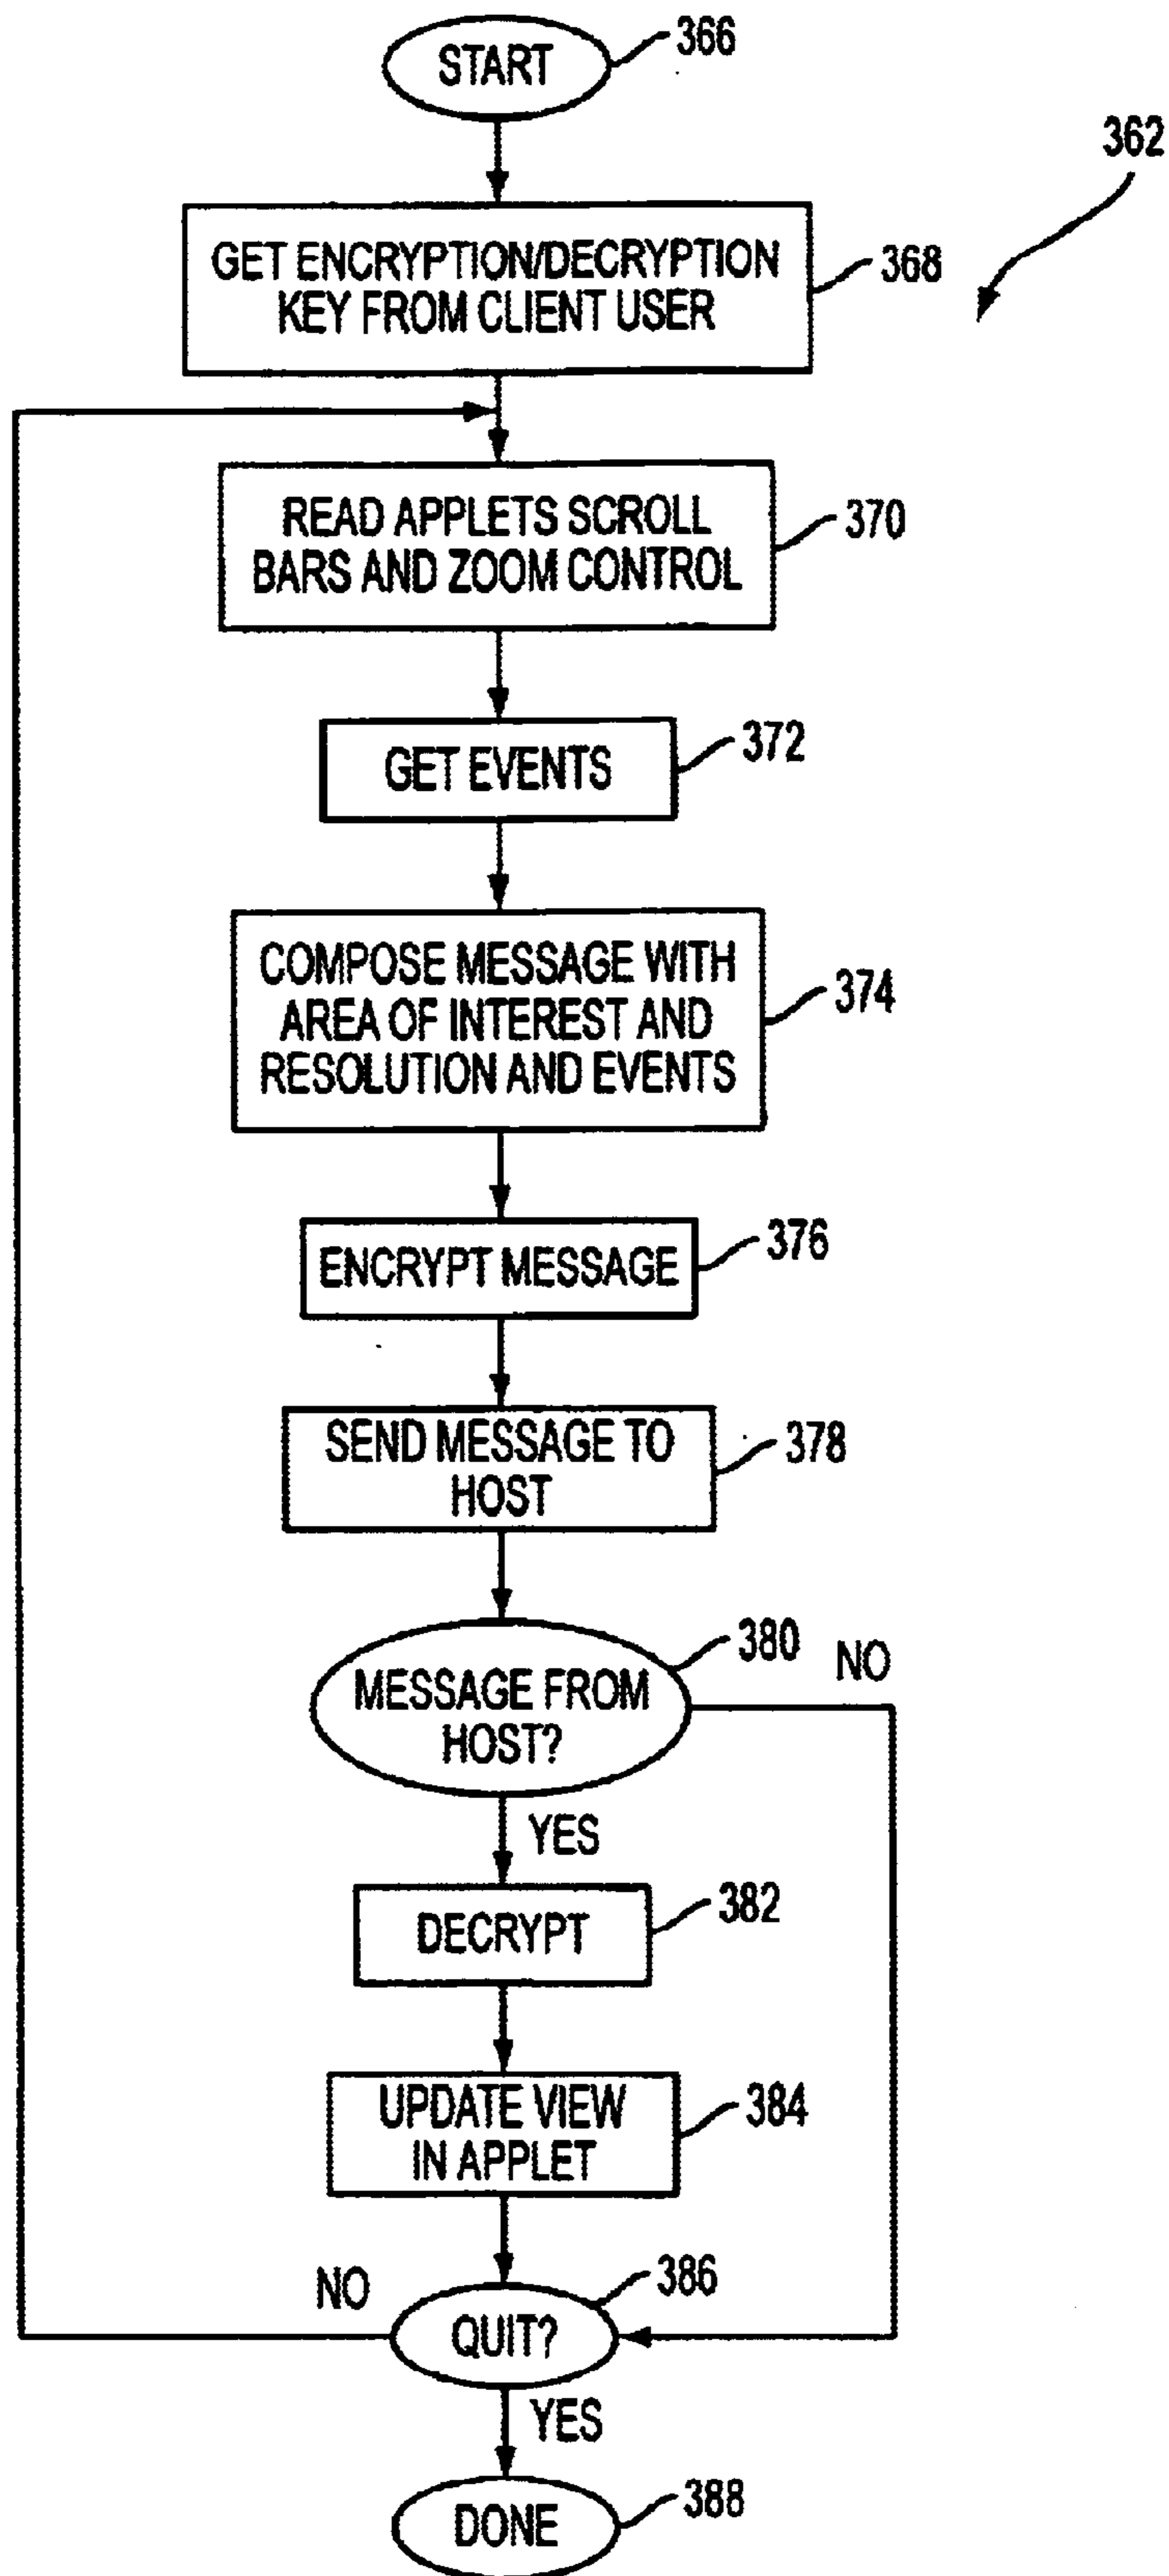 START
366
362
GET ENCRYPTION/DECRYPTION
KEY FROM CLIENT USER
368
READ APPLETS SCROLL
BARS AND ZOOM CONTROL
370
GET EVENTS
372
COMPOSE MESSAGE WITH
AREA OF INTEREST AND
RESOLUTION AND EVENTS
374
ENCRYPT MESSAGE
376
SEND MESSAGE TO
HOST
378
MESSAGE FROM
HOST?
380
NO
YES
DECRYPT
382
UPDATE VIEW
IN APPLET
384
NO
QUIT?
386
YES
DONE
388